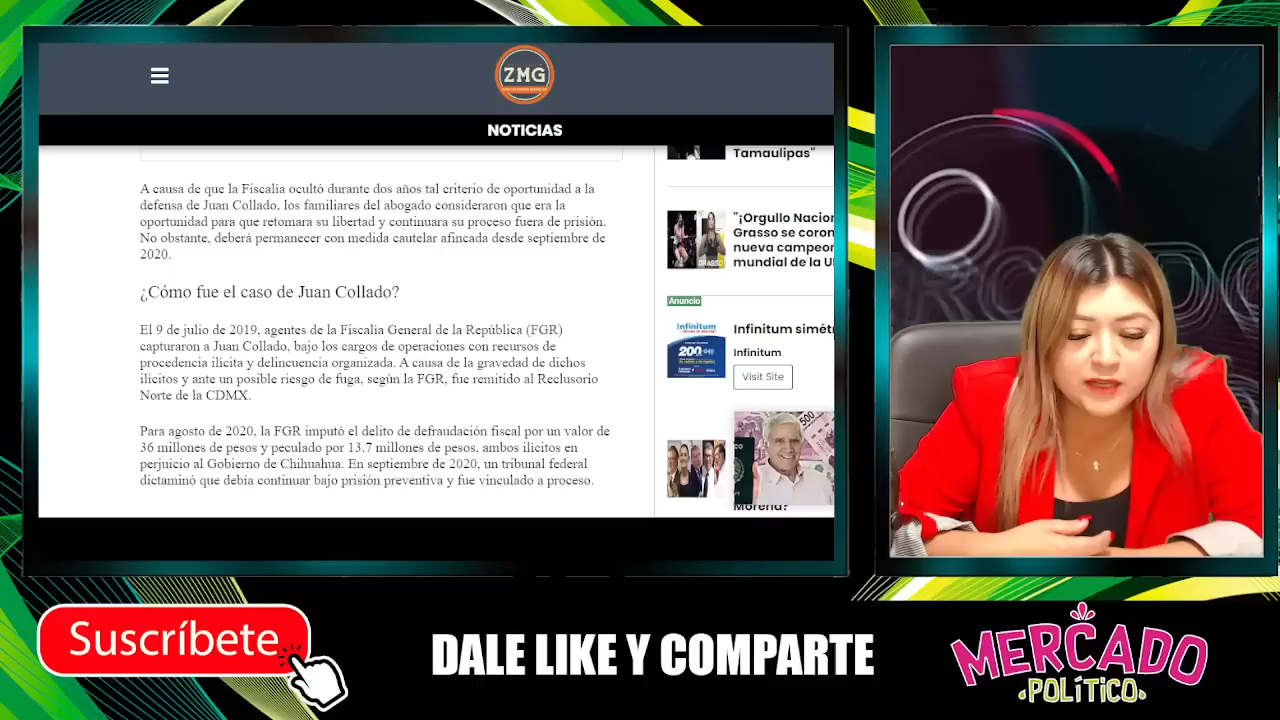 ZMG
NOTICIAS
A causa de que la Fiscalía ocultó durante dos años tal criterio de oportunidad a la
defensa de Juan Collado, los familiares del abogado consideraron que era la
oportunidad para que retomara su libertad y continuara su proceso fuera de prisión.
No obstante, deberá permanecer con medida cautelar afincada desde septiembre de
2020.
¿Cómo fue el caso de Juan Collado?
El 9 de julio de 2019, agentes de la Fiscalía General de la República (FGR)
capturaron a Juan Collado, bajo los cargos de operaciones con recursos de
procedencia ilícita y delincuencia organizada. A causa de la gravedad de dichos
ilícitos y ante un posible riesgo de fuga, según la FGR, fue remitido al Reclusorio
Norte de la CDMX.
Para agosto de 2020, la FGR imputó el delito de defraudación fiscal por un valor de
36 millones de pesos y peculado por 13.7 millones de pesos, ambos ilícitos en
perjuicio al Gobierno de Chihuahua. En septiembre de 2020, un tribunal federal
dictaminó que debía continuar bajo prisión preventiva y fue vinculado a proceso.
Tamaulipas"
"¡Orgullo Nacion
Grasso se coron
nueva campeon
mundial de la U
GRASSO
Anuncio
infinitum
200
Infinitum simétr
Infinitum
Visit Site
500
Morena?
Suscríbete
DALE LIKE Y COMPARTE
MERCADO
POLÍTICO